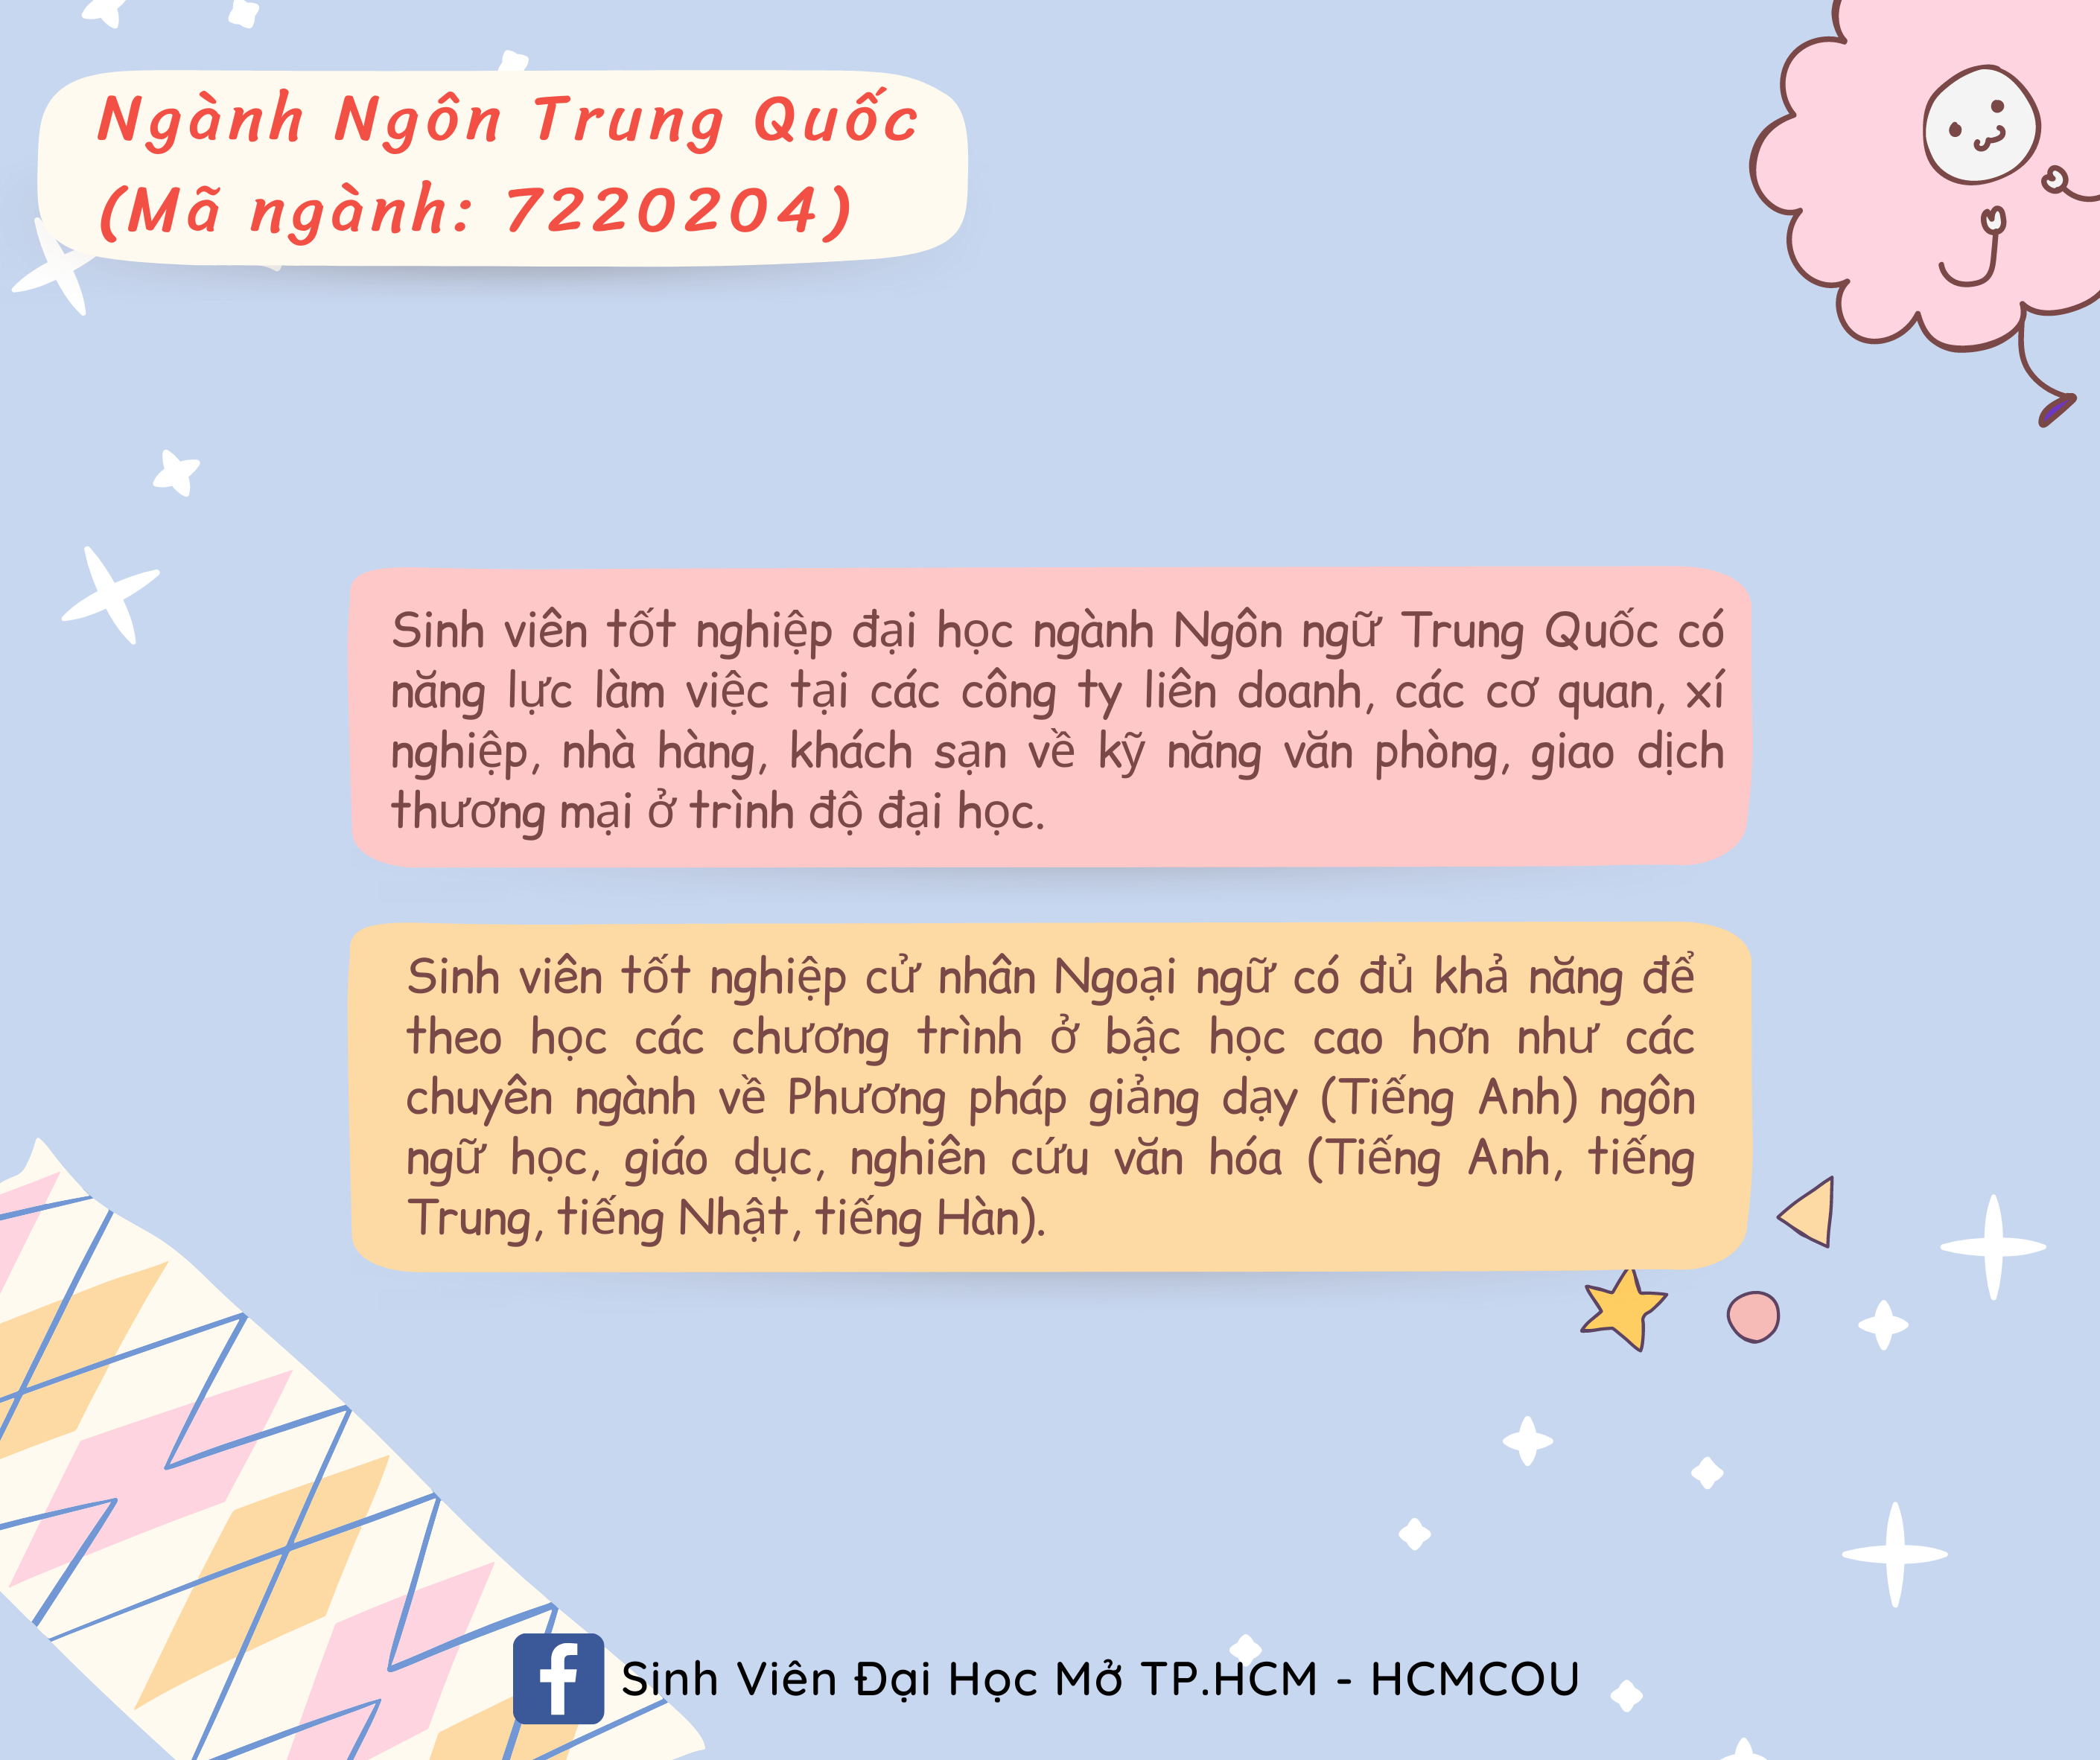 Ngành Ngôn Trung Quốc
(Mã ngành: 7220204)
Sinh viên tốt nghiệp đại học ngành Ngôn ngữ Trung Quốc có
năng lực làm việc tại các công ty liên doanh, các cơ quan, xí
nghiệp, nhà hàng, khách sạn về kỹ năng văn phòng, giao dịch
thương mại ở trình độ đại học.
Sinh viên tốt nghiệp cử nhân Ngoại ngữ có đủ khả năng để
theo học các chương trình ở bậc học cao hơn như các
chuyên ngành về Phương pháp giảng dạy (Tiếng Anh) ngôn
ngữ học, giáo dục, nghiên cứu văn hóa (Tiếng Anh, tiếng
Trung, tiếng Nhật, tiếng Hàn).
Sinh Viên Đại Học Mở TP.HCM - HCMCOU